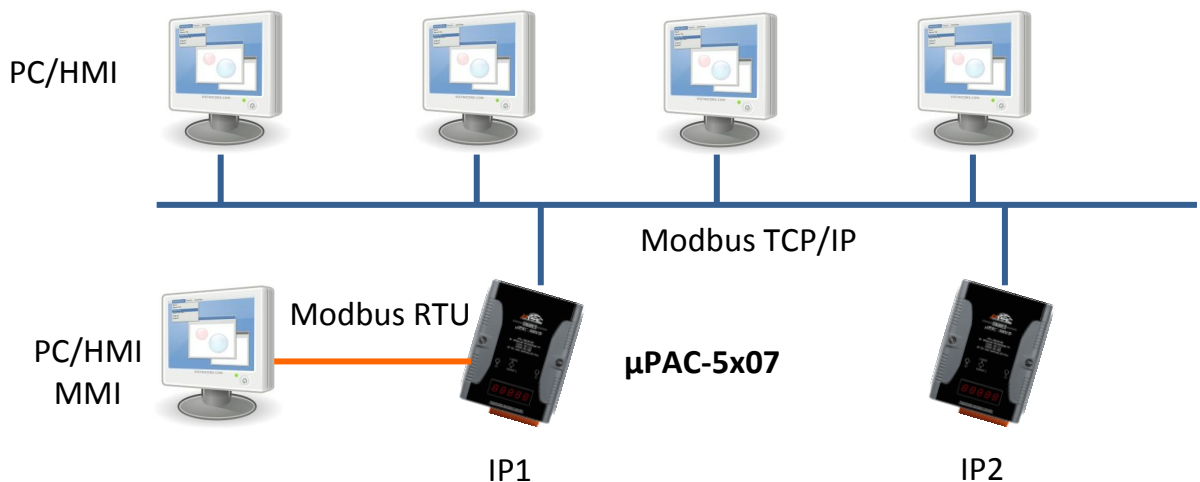 PC/HMI
Modbus TCP/IP
Modbus RTU
PC/HMI
MMI
µPAC-5x07
IP1
IP2